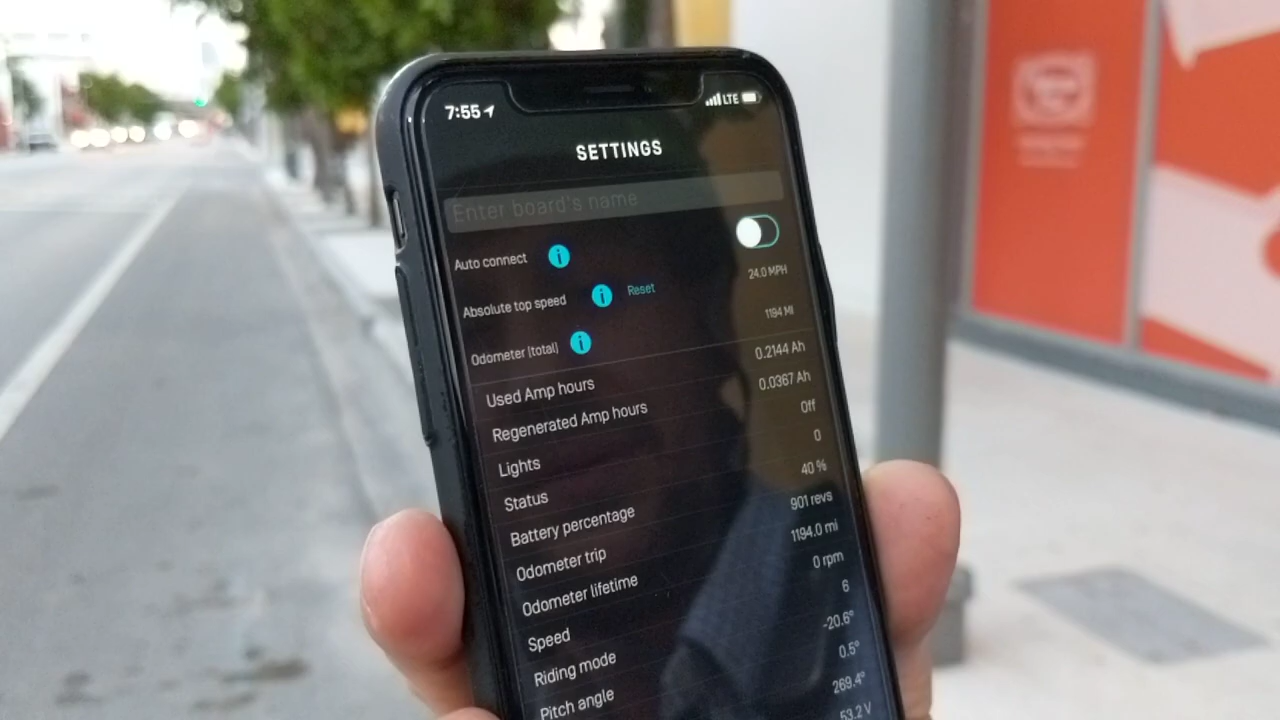 7:55 LTE
SETTINGS
Enter board's name
Auto connect i
Absolute top speed i Reset 24.0 MPH
Odometer (total) i 1194 MI
Used Amp hours 0.2144 Ah
Regenerated Amp hours 0.0367 Ah
Lights Off
Status 0
Battery percentage 40 %
Odometer trip 901 revs
Odometer lifetime 1194.0 mi
Speed 0 rpm
Riding mode 6
Pitch angle -20.6°
0.5°
269.4°
53.2 V